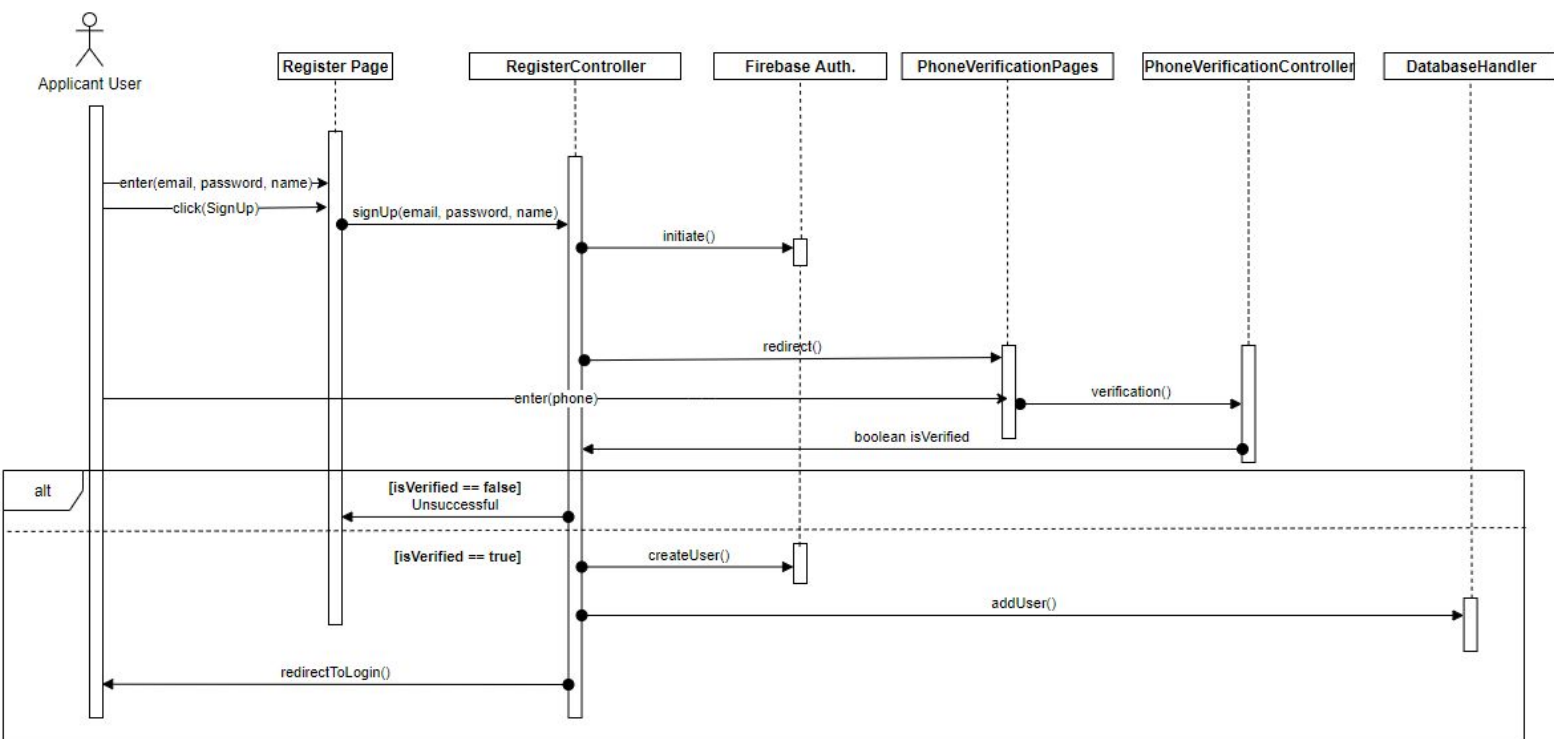 Applicant User
Register Page
RegisterController
Firebase Auth.
PhoneVerificationPages
PhoneVerificationController
DatabaseHandler
enter(email, password, name)
click(SignUp)
signUp(email, password, name)
initiate()
redirect()
enter(phone)
verification()
boolean isVerified
alt
[isVerified == false]
Unsuccessful
[isVerified == true]
createUser()
addUser()
redirectToLogin()